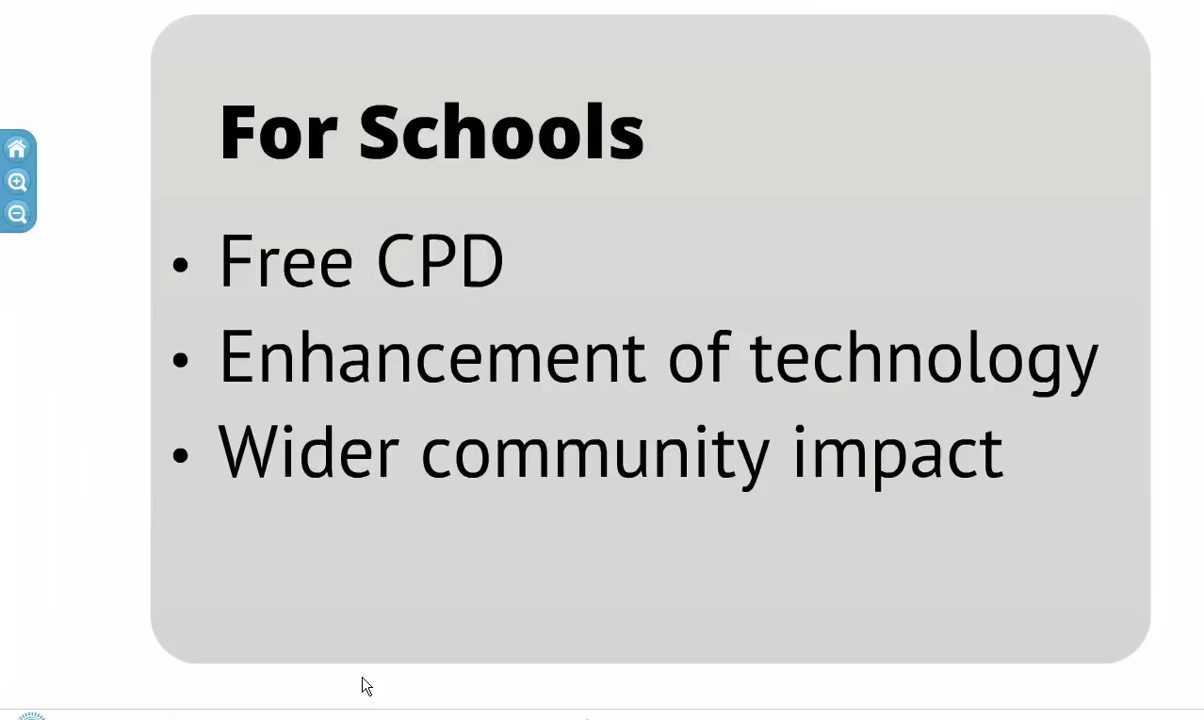 For Schools
• Free CPD
• Enhancement of technology
• Wider community impact